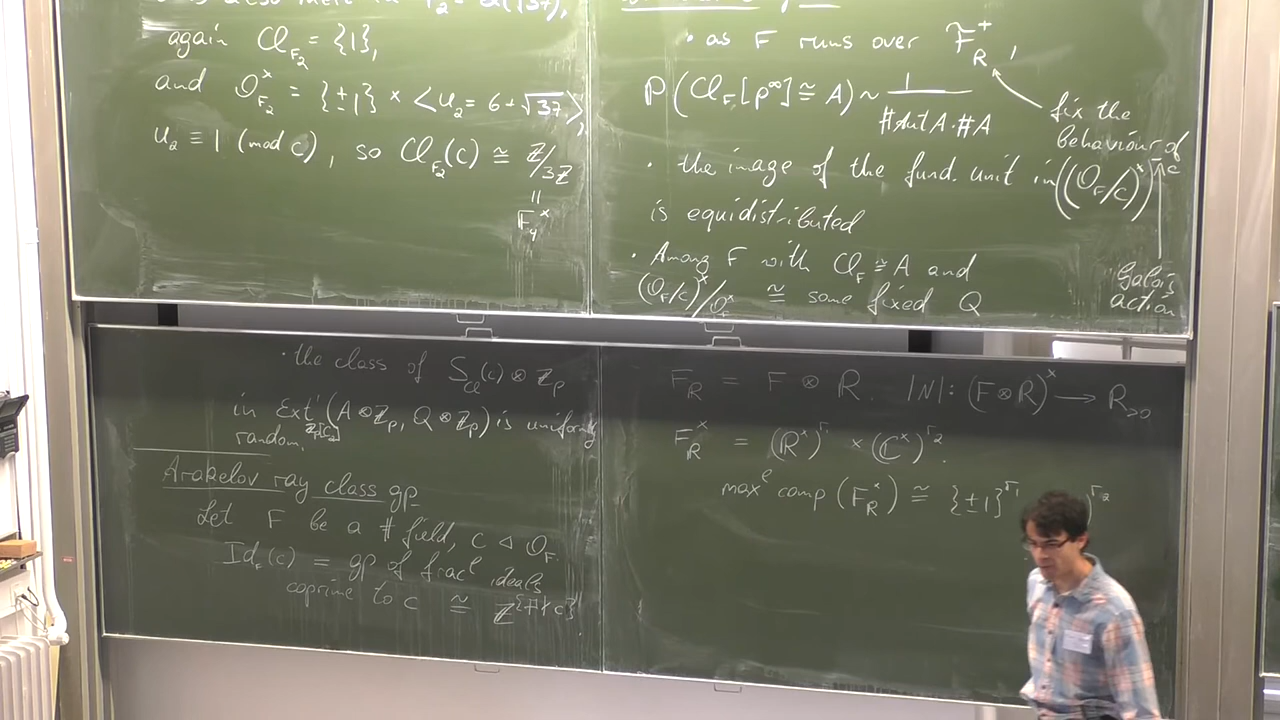 again Cl_{F_2} = {1},
and O_{F_2}^× = {±1} × <u_2 = 6+√37>,
u_2 ≡ 1 (mod c), so Cl_{F_2}(c) ≅ Z/3Z
=
F_4^×
· as F runs over F_R^+,
P(Cl_F[p^∞] ≅ A) ~ 1 / #Aut A · #A
fix the
behaviour of
· the image of the fund. unit in ((O_F/c)^×)^-
is equidistributed
· Among F with Cl_F ≅ A and
(O_F/c)^×/O_F^× ≅ some fixed Q
Galois
action
· the class of S_{Cl}(c) ⊗ Z_p
in Ext^1_{Z_p[C_2]}(A ⊗ Z_p, Q ⊗ Z_p) is uniformly
random.
Arakelov ray class gp
Let F be a # field, c ◁ O_F.
Id_F(c) = gp of frac^l ideals
coprime to c ≅ Z^{{p∤c}}
F_R = F ⊗ R. |N|: (F⊗R)^× → R_{>0}
F_R^× = (R^×)^{r_1} × (C^×)^{r_2}.
max^l comp (F_R^×) ≅ {±1}^{r_1} )^{r_2}